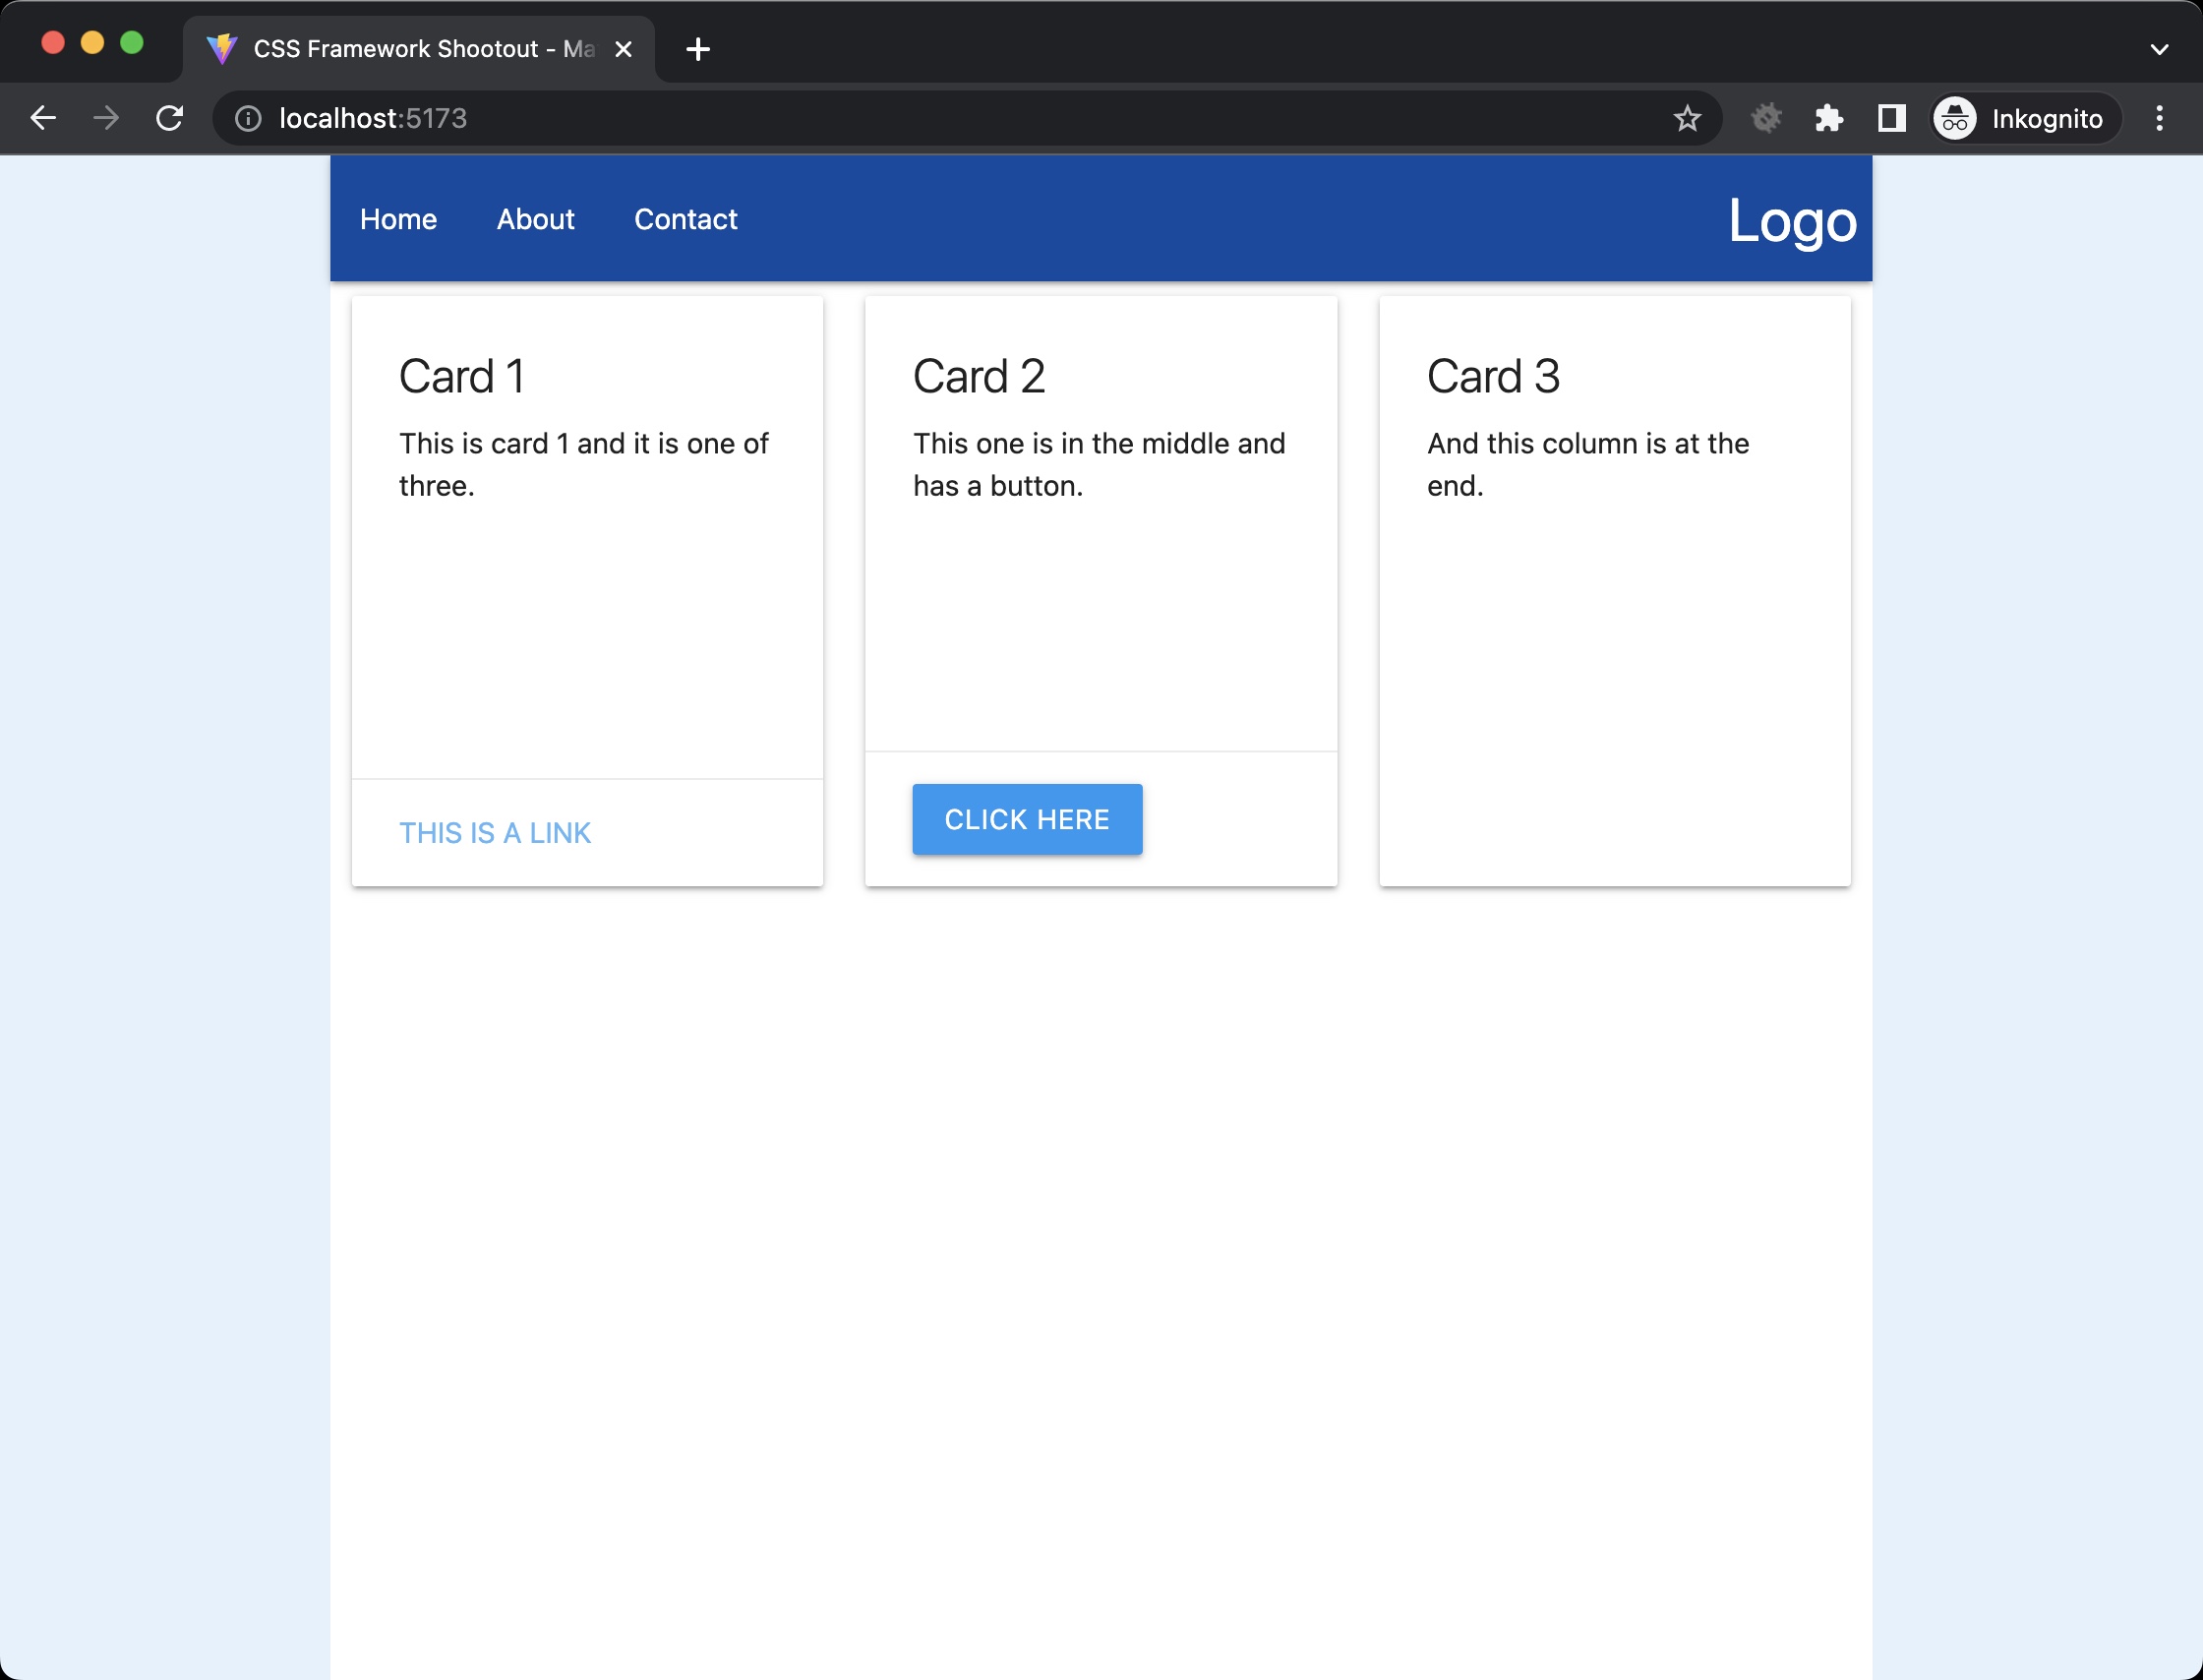 CSS Framework Shootout - Ma
localhost:5173
Inkognito
Home About Contact Logo
Card 1
This is card 1 and it is one of
three.
THIS IS A LINK
Card 2
This one is in the middle and
has a button.
CLICK HERE
Card 3
And this column is at the
end.